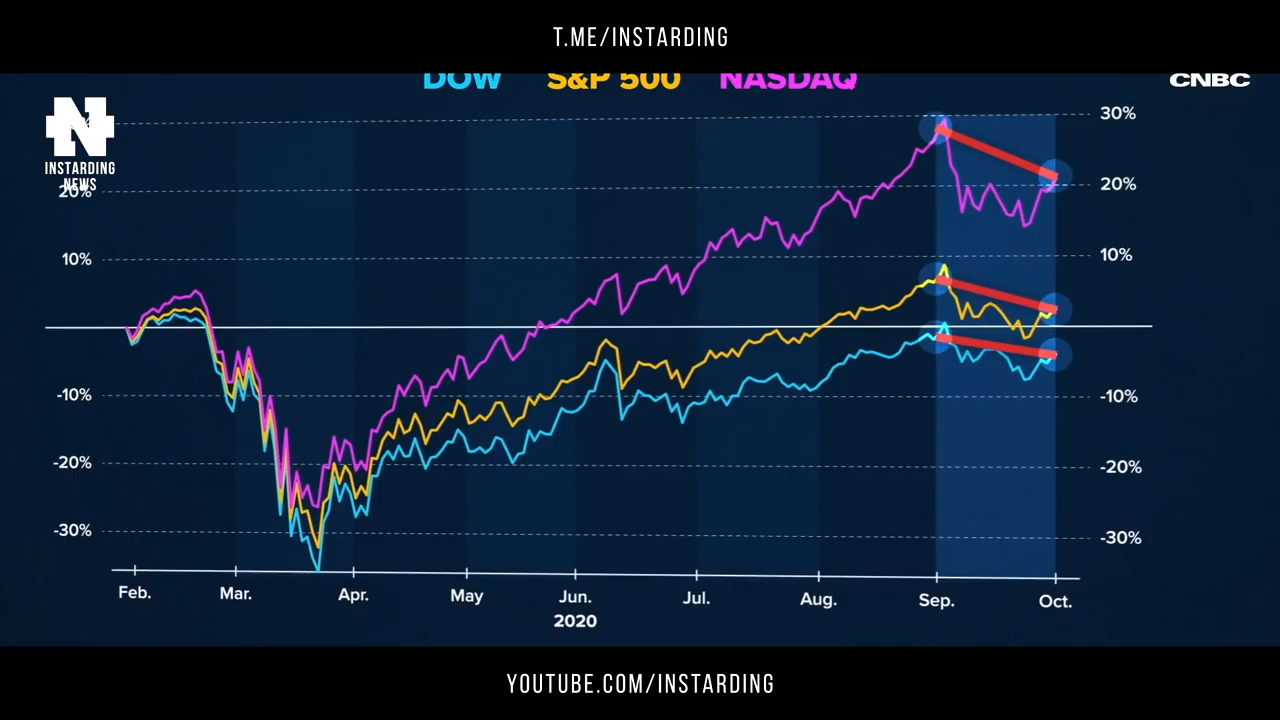 T.ME/INSTARDING
DOW S&P 500 NASDAQ
CNBC
N
INSTARDING
NEWS
30%
20% 20%
10% 10%
-10% -10%
-20% -20%
-30% -30%
Feb. Mar. Apr. May Jun. Jul. Aug. Sep. Oct.
2020
YOUTUBE.COM/INSTARDING